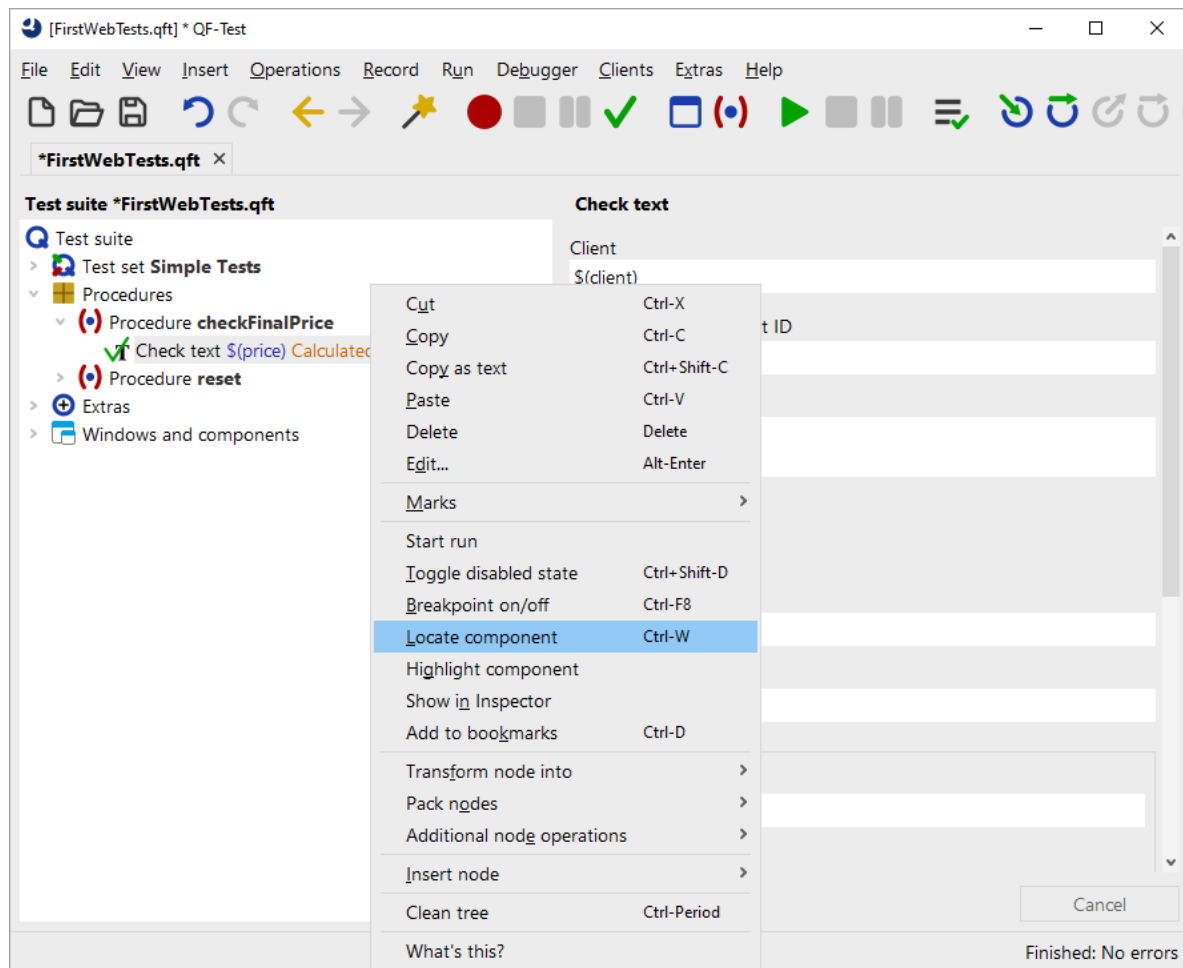 [FirstWebTests.qft] * QF-Test
File Edit View Insert Operations Record Run Debugger Clients Extras Help
*FirstWebTests.qft
Test suite *FirstWebTests.qft
Check text
Test suite
Client
Test set Simple Tests
$(client)
Procedures
Procedure checkFinalPrice
t ID
Check text $(price) Calculated
Procedure reset
Extras
Windows and components
Cut Ctrl-X
Copy Ctrl-C
Copy as text Ctrl+Shift-C
Paste Ctrl-V
Delete Delete
Edit... Alt-Enter
Marks
Start run
Toggle disabled state Ctrl+Shift-D
Breakpoint on/off Ctrl-F8
Locate component Ctrl-W
Highlight component
Show in Inspector
Add to bookmarks Ctrl-D
Transform node into
Pack nodes
Additional node operations
Insert node
Clean tree Ctrl-Period
What's this?
Cancel
Finished: No errors